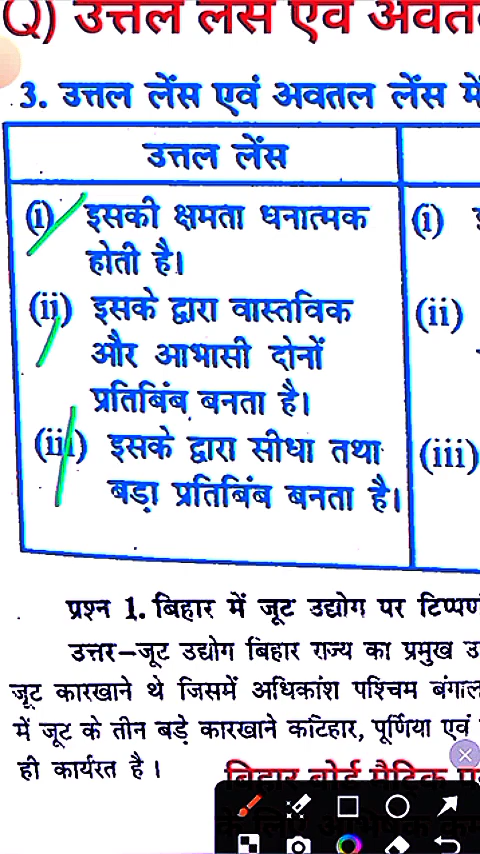 Q) उत्तल लेंस एवं
3. उत्तल लेंस एवं अवतल लेंस में
उत्तल लेंस
(i) इसकी क्षमता धनात्मक
होती है।
(ii) इसके द्वारा वास्तविक
और आभासी दोनों
प्रतिबिंब बनता है।
(iii) इसके द्वारा सीधा तथा
बड़ा प्रतिबिंब बनता है।
(i)
(ii)
(iii)
प्रश्न 1. बिहार में जूट उद्योग पर
उत्तर–जूट उद्योग बिहार राज्य का प्रमुख
जूट कारखाने थे जिसमें अधिकांश पश्चिम
में जूट के तीन बड़े कारखाने कटिहार, पूर्णिया एवं
ही कार्यरत है ।
बिहार बोर्ड मैट्रिक